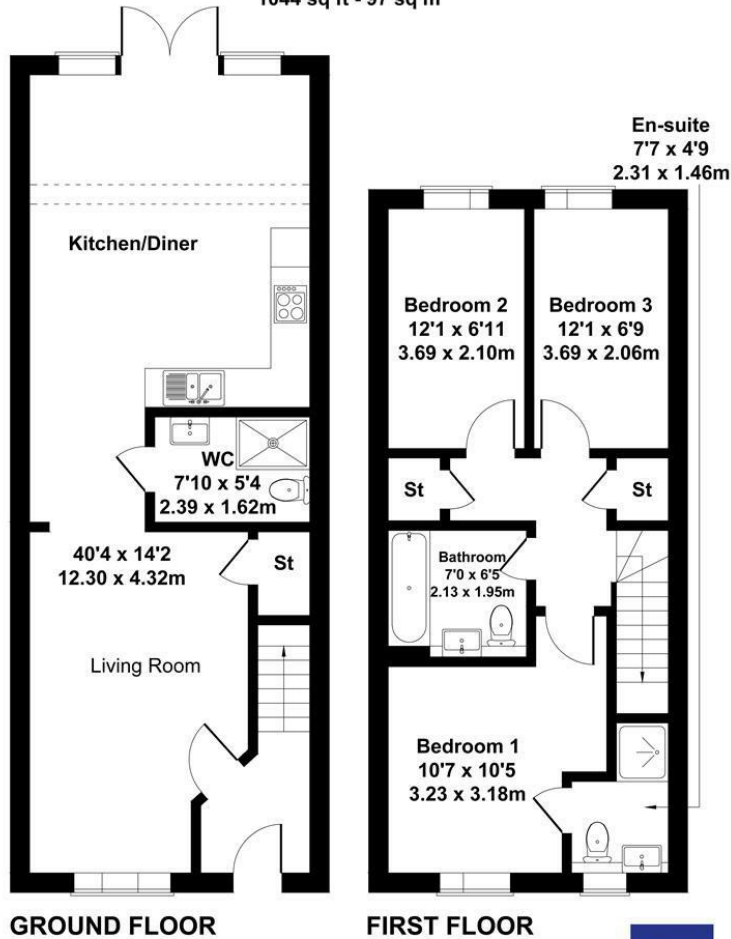 1044 sq ft - 97 sq m
Kitchen/Diner
WC
7'10 x 5'4
2.39 x 1.62m
40'4 x 14'2
12.30 x 4.32m
St
Living Room
GROUND FLOOR
En-suite
7'7 x 4'9
2.31 x 1.46m
Bedroom 2
12'1 x 6'11
3.69 x 2.10m
Bedroom 3
12'1 x 6'9
3.69 x 2.06m
St
St
Bathroom
7'0 x 6'5
2.13 x 1.95m
Bedroom 1
10'7 x 10'5
3.23 x 3.18m
FIRST FLOOR